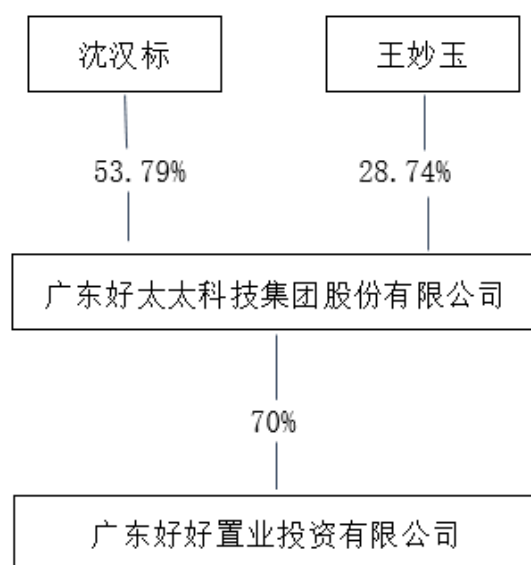 沈汉标
王妙玉
53.79%
28.74%
广东好太太科技集团股份有限公司
70%
广东好好置业投资有限公司